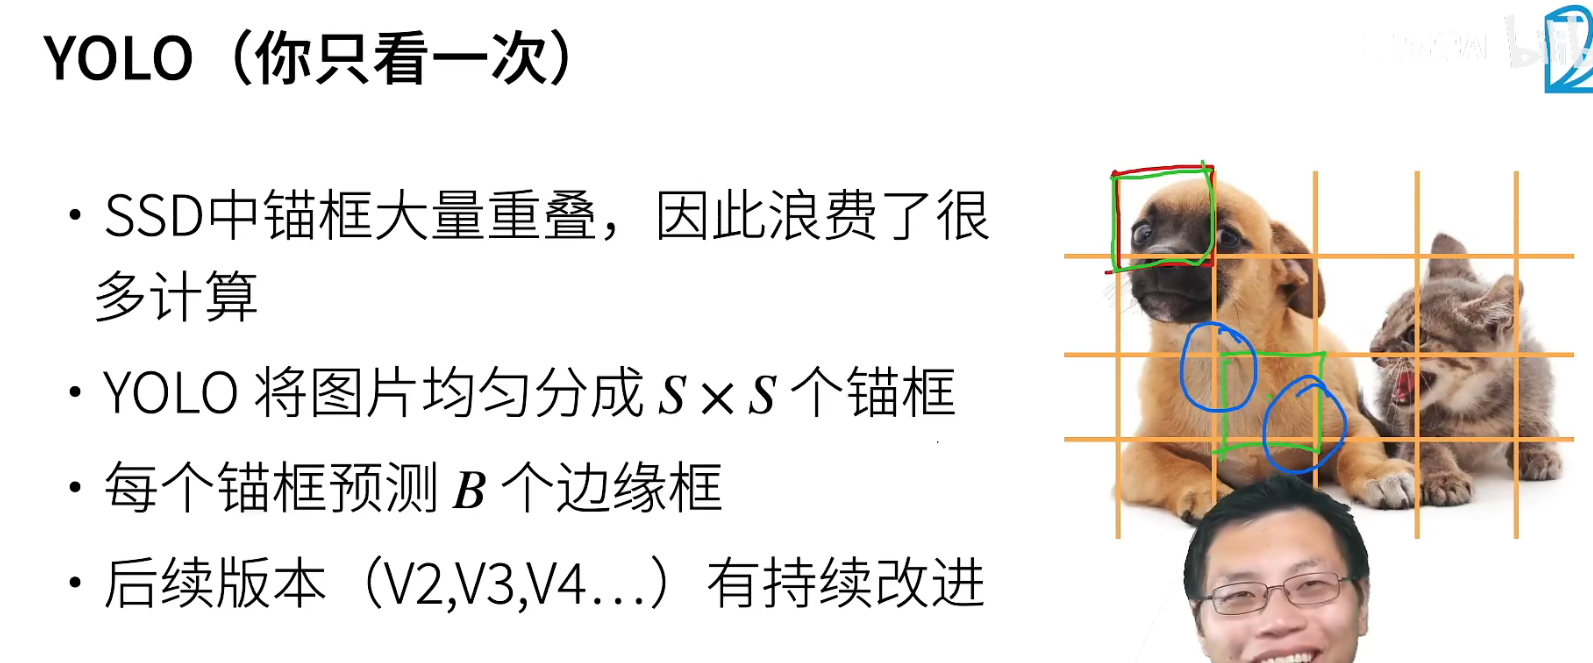 YOLO（你只看一次）
• SSD中锚框大量重叠，因此浪费了很
多计算
• YOLO 将图片均匀分成 S × S 个锚框
• 每个锚框预测 B 个边缘框
• 后续版本（V2,V3,V4…）有持续改进